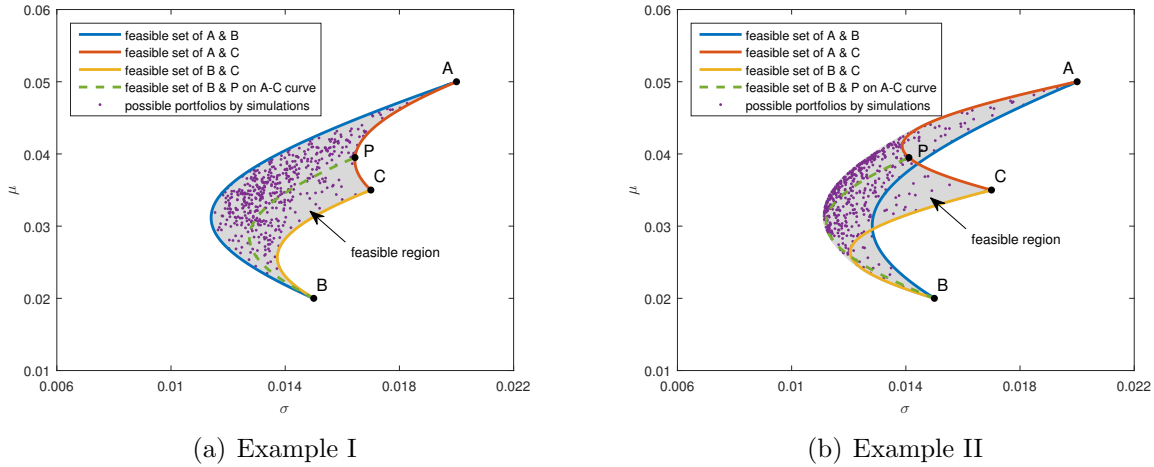 0.06
0.05
0.04
0.03
0.02
0.01
μ
0.006
0.01
0.014
0.018
0.022
σ
feasible set of A & B
feasible set of A & C
feasible set of B & C
feasible set of B & P on A-C curve
possible portfolios by simulations
A
P
C
feasible region
B
(a) Example I
0.06
0.05
0.04
0.03
0.02
0.01
μ
0.006
0.01
0.014
0.018
0.022
σ
feasible set of A & B
feasible set of A & C
feasible set of B & C
feasible set of B & P on A-C curve
possible portfolios by simulations
A
P
C
feasible region
B
(b) Example II